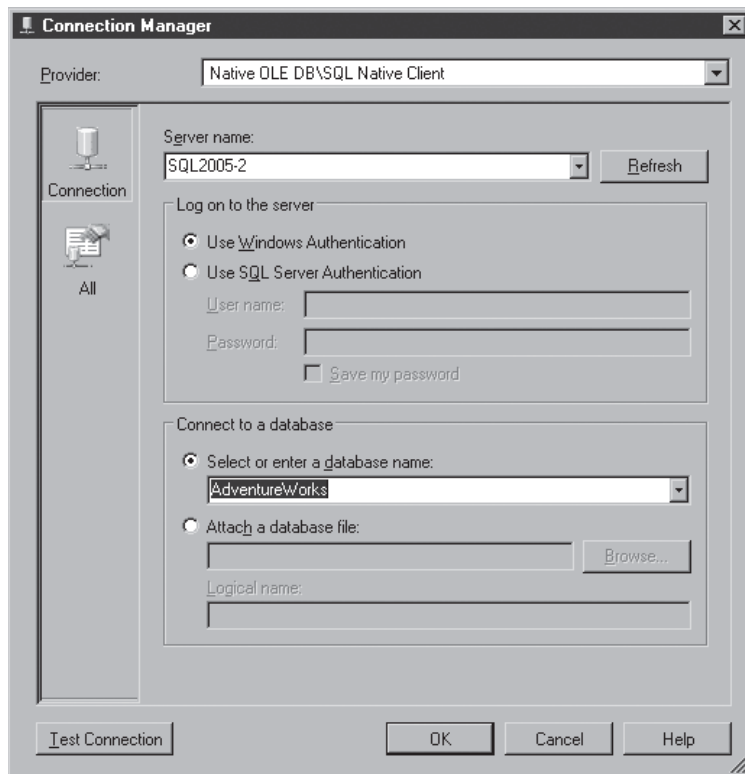 Connection Manager
Provider:
Native OLE DB\SQL Native Client
Connection
All
Server name:
SQL2005-2
Refresh
Log on to the server
Use Windows Authentication
Use SQL Server Authentication
User name:
Password:
Save my password
Connect to a database
Select or enter a database name:
AdventureWorks
Attach a database file:
Browse...
Logical name:
Test Connection
OK
Cancel
Help